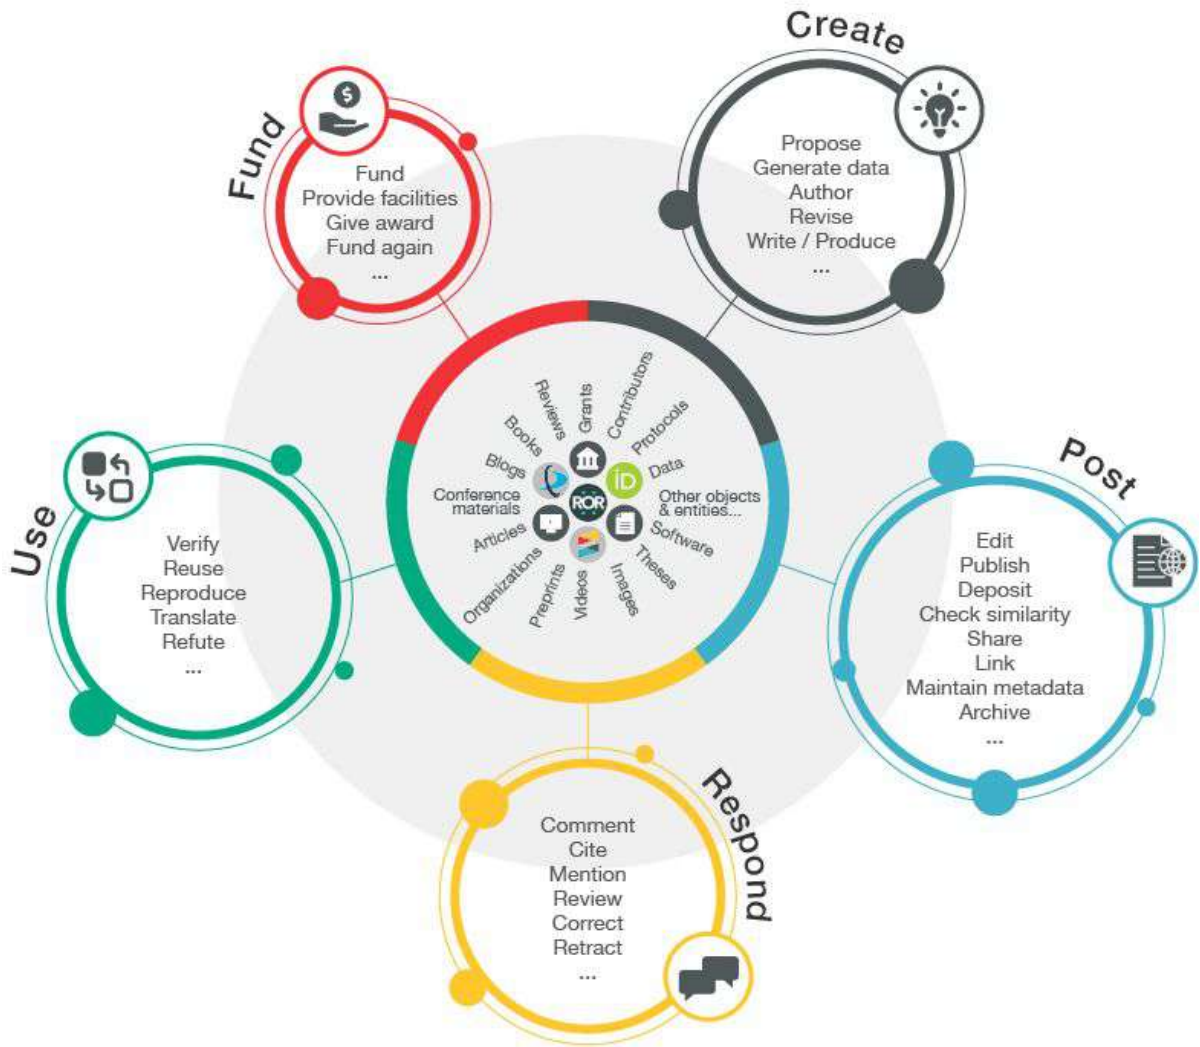 Create
Propose
Generate data
Author
Revise
Write / Produce
...
Fund
$
Fund
Provide facilities
Give award
Fund again
...
Post
Edit
Publish
Deposit
Check similarity
Share
Link
Maintain metadata
Archive
...
Respond
Comment
Cite
Mention
Review
Correct
Retract
...
Use
Verify
Reuse
Reproduce
Translate
Refute
...
Grants
Contributors
Protocols
Data
Other objects
& entities...
Software
Theses
Images
Videos
Preprints
Organizations
Articles
Conference
materials
Blogs
Books
Reviews
iD
ROR